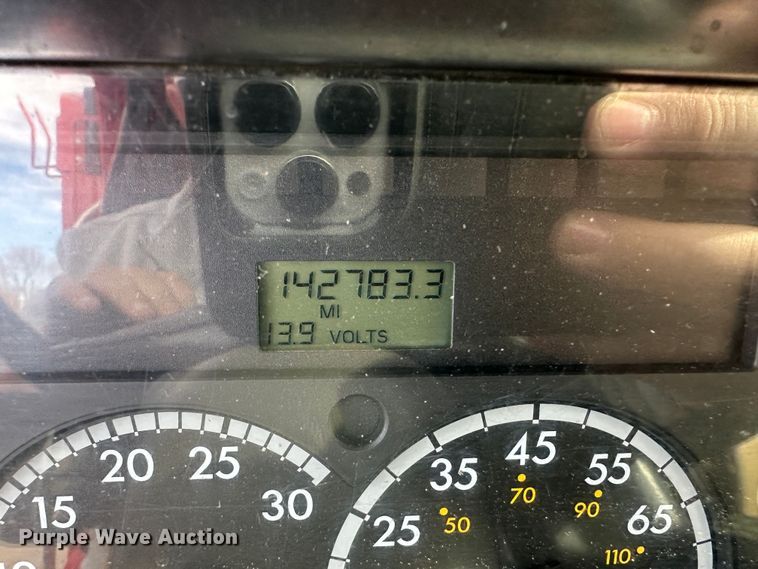 142783.3
MI
13.9 VOLTS
15 20 25 30
25 35 45 55 65
50 70 90 110
Purple Wave Auction